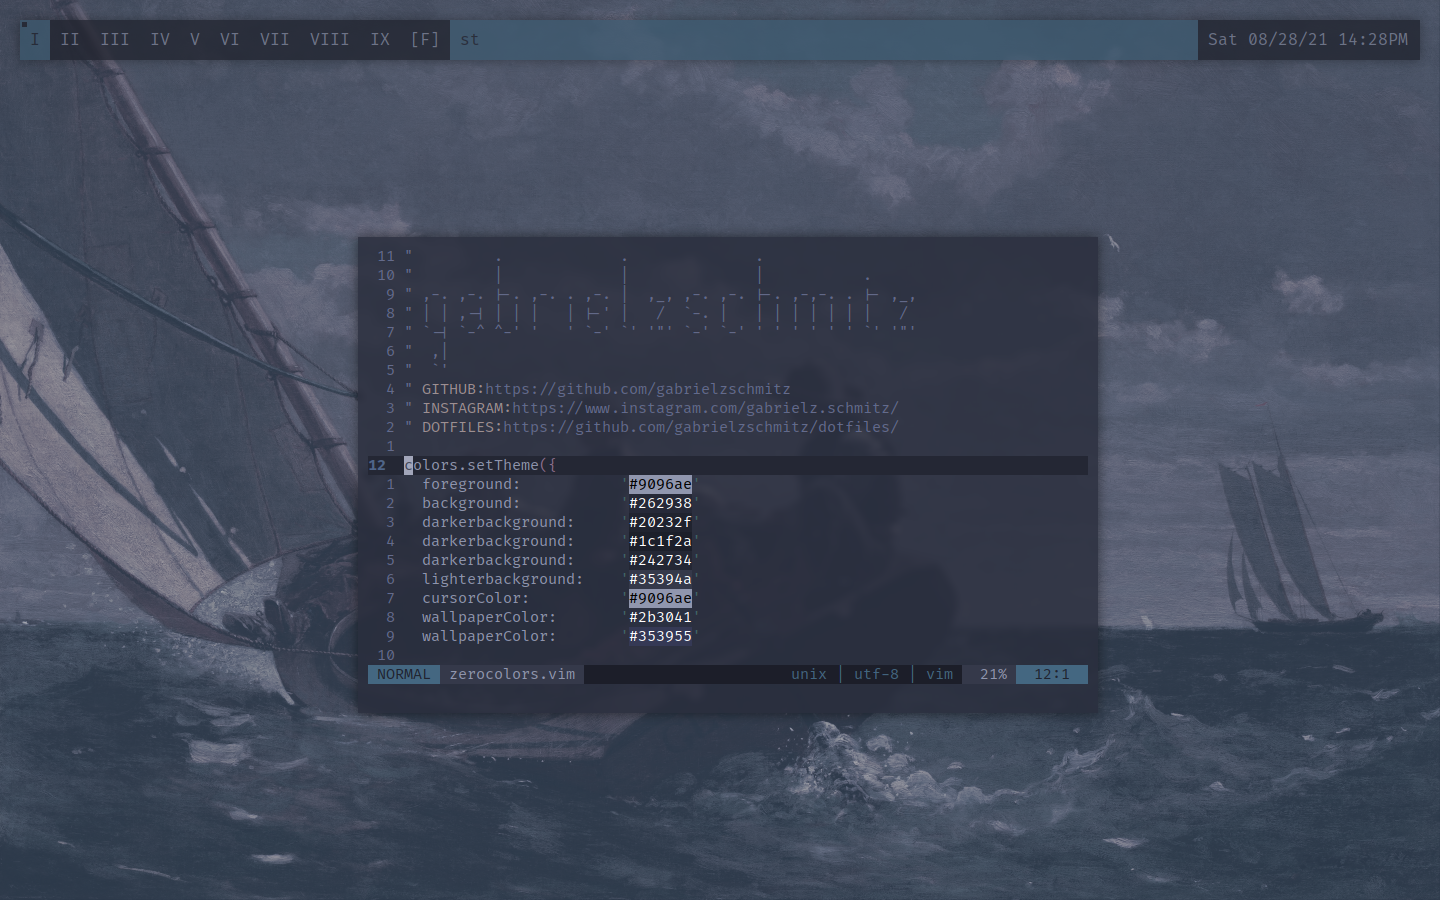 I II III IV V VI VII VIII IX [F] st Sat 08/28/21 14:28PM
11 "
10 "
9 "
8 "
7 "
6 "
5 "
4 " GITHUB:https://github.com/gabrielzschmitz
3 " INSTAGRAM:https://www.instagram.com/gabrielz.schmitz/
2 " DOTFILES:https://github.com/gabrielzschmitz/dotfiles/
1
12 colors.setTheme({
1 foreground: '#9096ae'
2 background: '#262938'
3 darkerbackground: '#20232f'
4 darkerbackground: '#1c1f2a'
5 darkerbackground: '#242734'
6 lighterbackground: '#35394a'
7 cursorColor: '#9096ae'
8 wallpaperColor: '#2b3041'
9 wallpaperColor: '#353955'
10
NORMAL zerocolors.vim unix | utf-8 | vim 21% 12:1